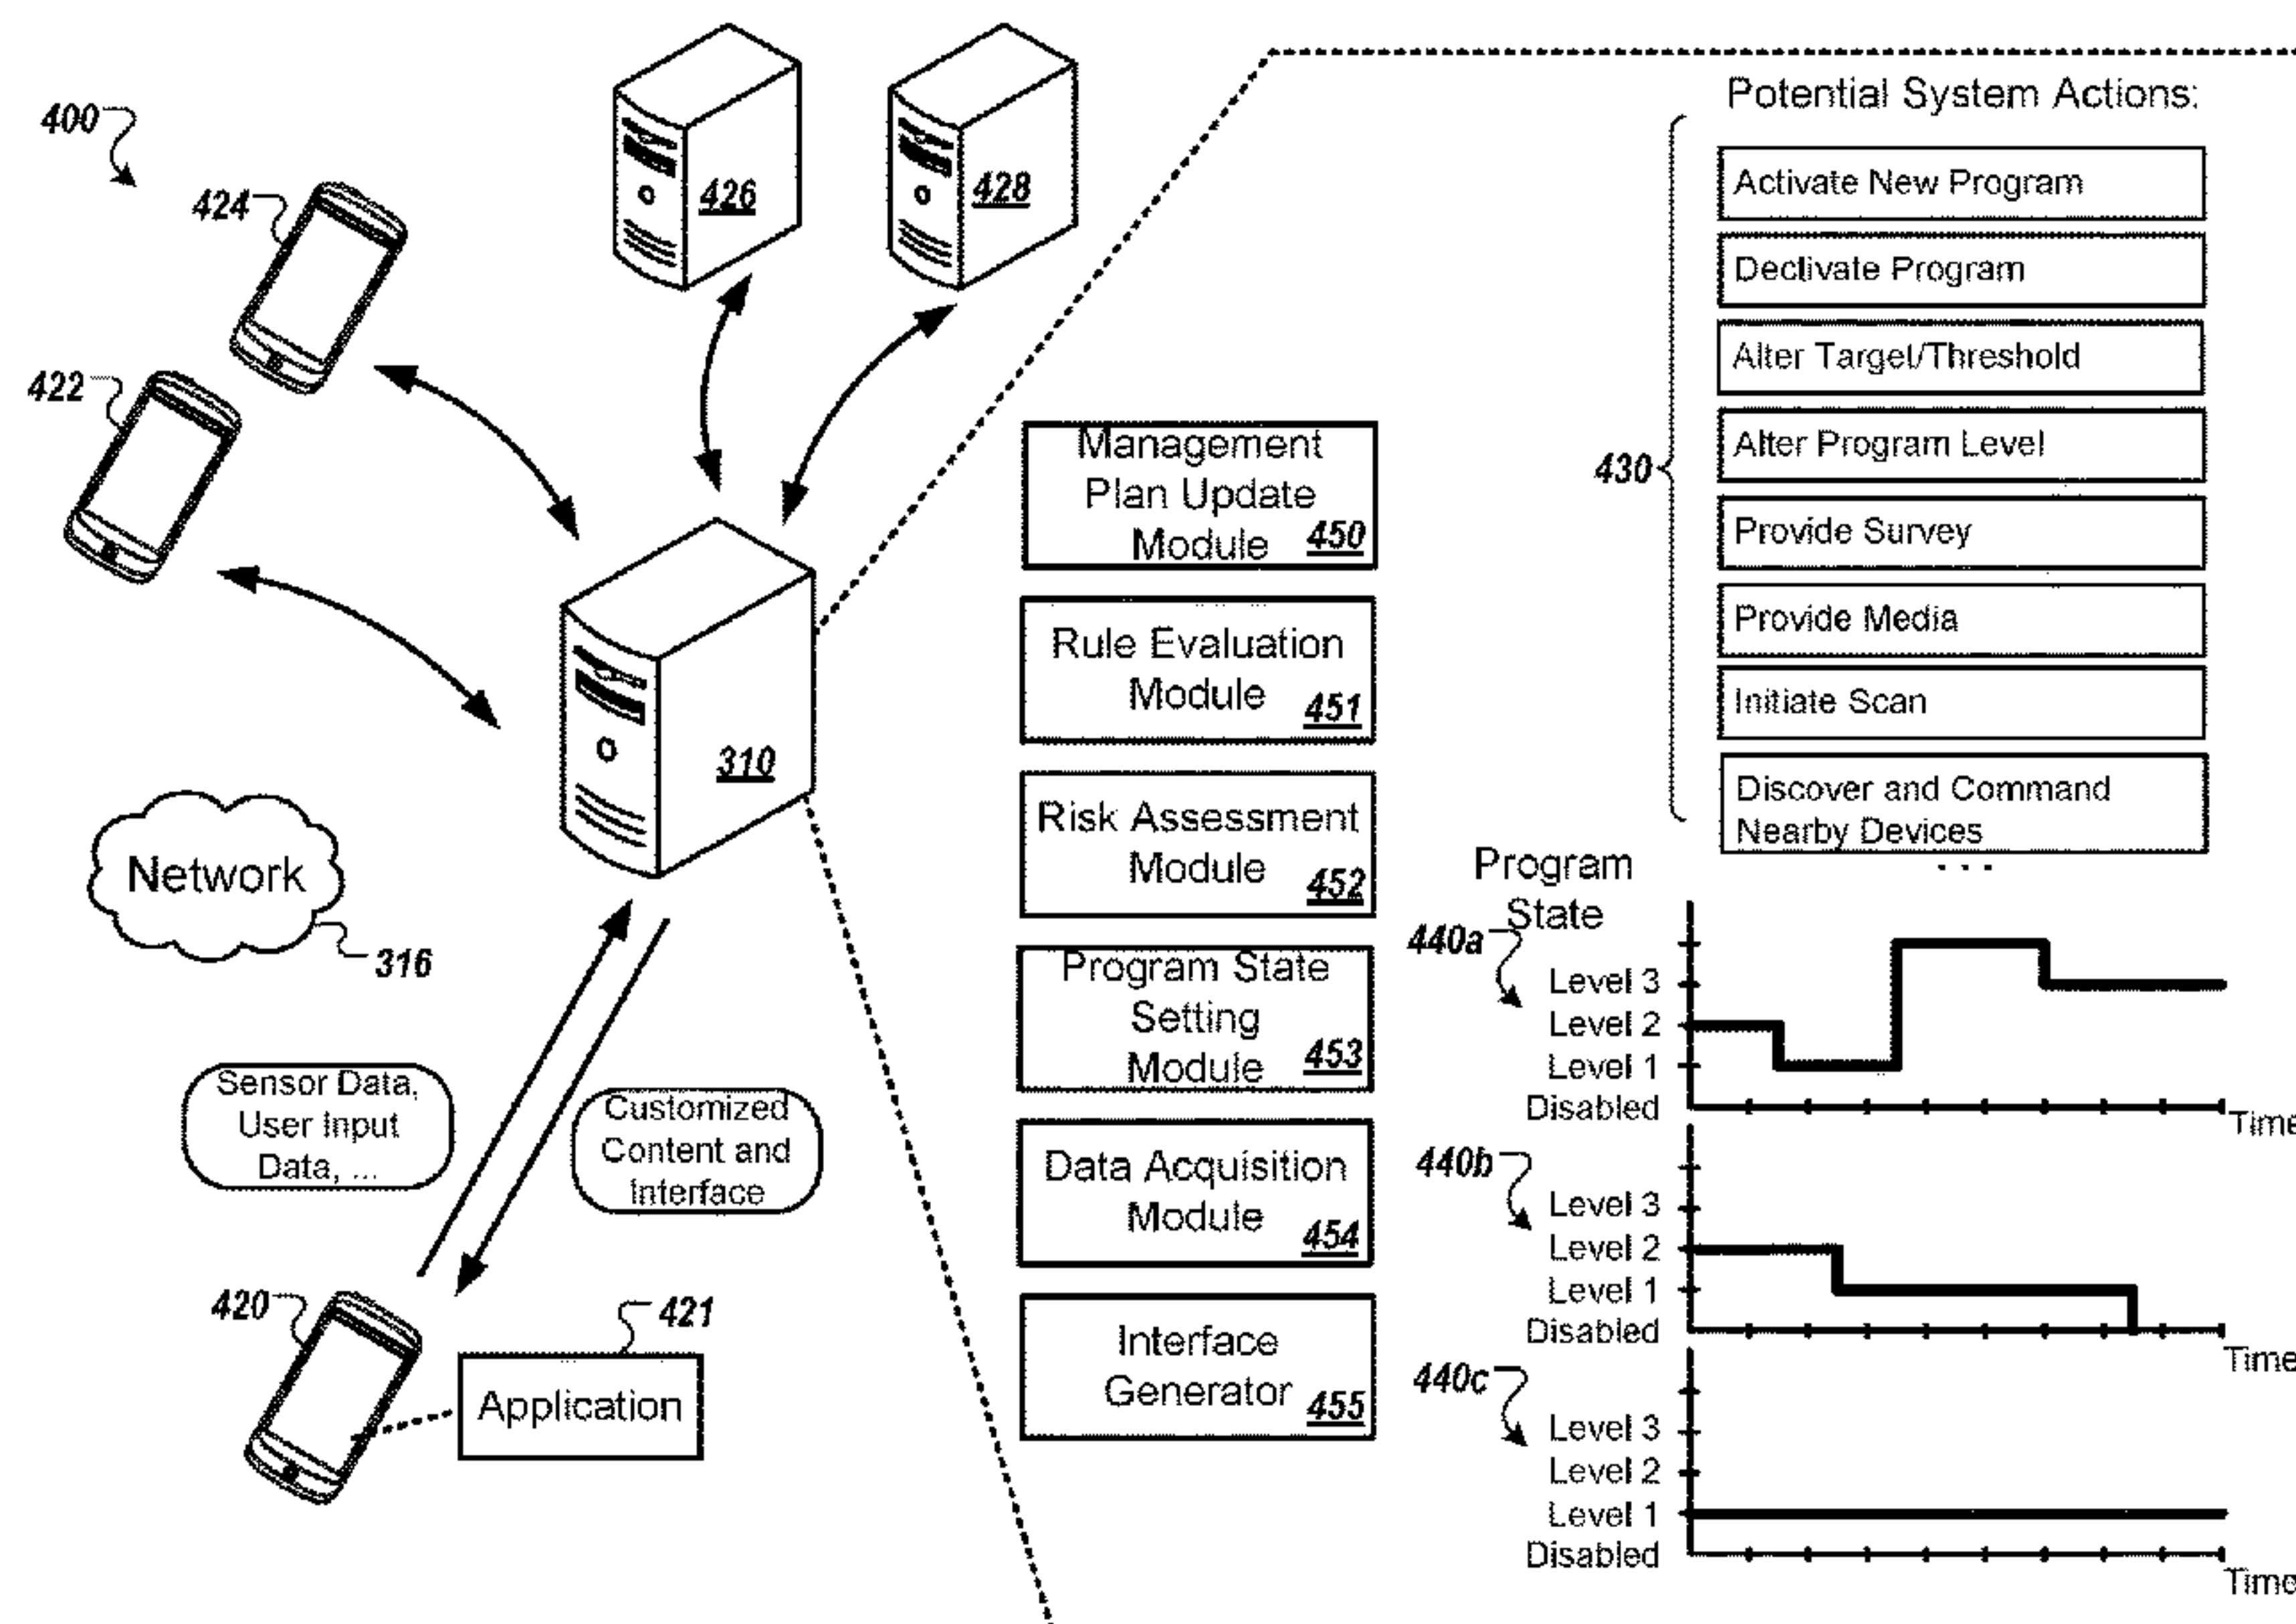 400
424
422
426
428
310
Network
316
Sensor Data,
User Input
Data, ...
Customized
Content and
Interface
420
421
Application
Management
Plan Update
Module 450
Rule Evaluation
Module 451
Risk Assessment
Module 452
Program State
Setting
Module 453
Data Acquisition
Module 454
Interface
Generator 455
Potential System Actions:
430
Activate New Program
Dectivate Program
Alter Target/Threshold
Alter Program Level
Provide Survey
Provide Media
Initiate Scan
Discover and Command
Nearby Devices
. . .
Program
State
440a
Level 3
Level 2
Level 1
Disabled
Time
440b
Level 3
Level 2
Level 1
Disabled
Time
440c
Level 3
Level 2
Level 1
Disabled
Time